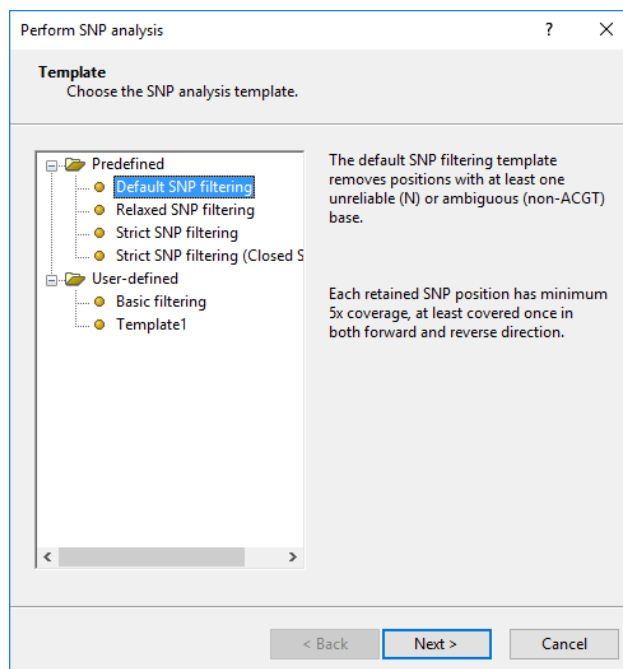 Perform SNP analysis
?
Template
Choose the SNP analysis template.
Predefined
Default SNP filtering
Relaxed SNP filtering
Strict SNP filtering
Strict SNP filtering (Closed S
User-defined
Basic filtering
Template1
The default SNP filtering template
removes positions with at least one
unreliable (N) or ambiguous (non-ACGT)
base.
Each retained SNP position has minimum
5x coverage, at least covered once in
both forward and reverse direction.
< Back
Next >
Cancel